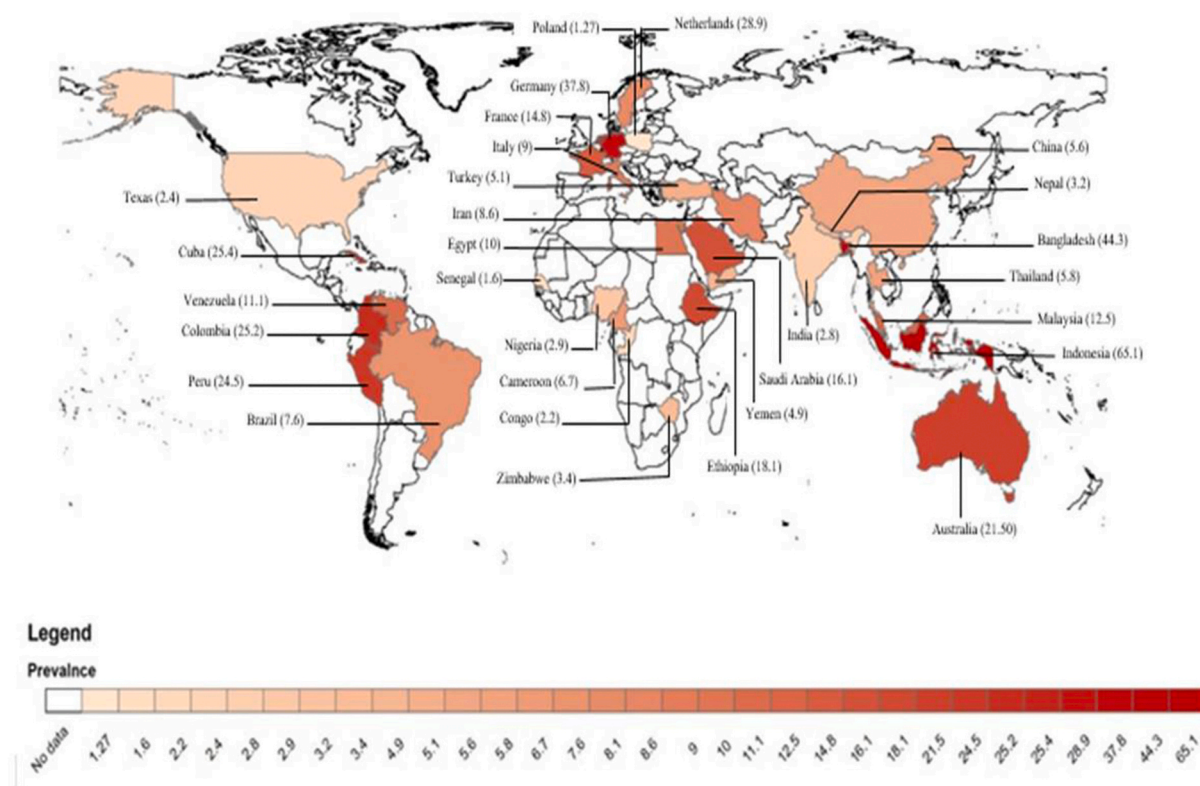 Poland (1.27)
Netherlands (28.9)
Germany (37.8)
France (14.8)
Italy (9)
China (5.6)
Turkey (5.1)
Nepal (3.2)
Texas (2.4)
Iran (8.6)
Bangladesh (44.3)
Egypt (10)
Cuba (25.4)
Senegal (1.6)
Thailand (5.8)
Venezuela (11.1)
Malaysia (12.5)
Colombia (25.2)
India (2.8)
Nigeria (2.9)
Indonesia (65.1)
Peru (24.5)
Cameroon (6.7)
Saudi Arabia (16.1)
Brazil (7.6)
Congo (2.2)
Yemen (4.9)
Zimbabwe (3.4)
Ethiopia (18.1)
Australia (21.50)
Legend
Prevalnce
No data 1.27 1.6 2.2 2.4 2.8 2.9 3.2 3.4 4.9 5.1 5.6 5.8 6.7 7.6 8.1 8.6 9 10 11.1 12.5 14.8 16.1 18.1 21.5 24.5 25.2 25.4 28.9 37.8 44.3 65.1